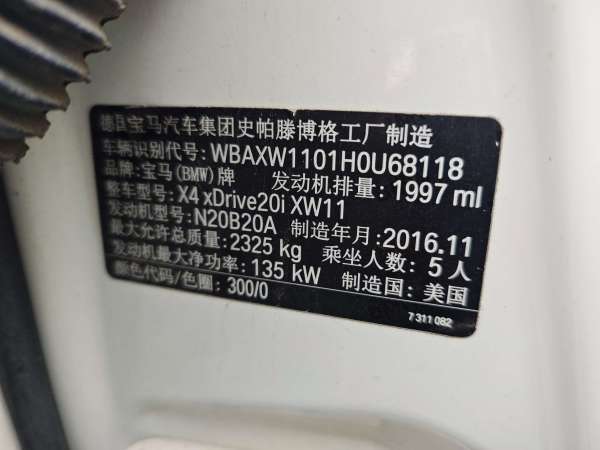 德国宝马汽车集团史帕滕博格工厂制造
车辆识别代号: WBAXW1101H0U68118
品牌: 宝马(BMW)牌 发动机排量: 1997 ml
整车型号: X4 xDrive20i XW11
发动机型号: N20B20A 制造年月: 2016.11
最大允许总质量: 2325 kg 乘坐人数: 5 人
发动机最大净功率: 135 kW 制造国: 美国
颜色代码/色圈: 300/0
7 311 082